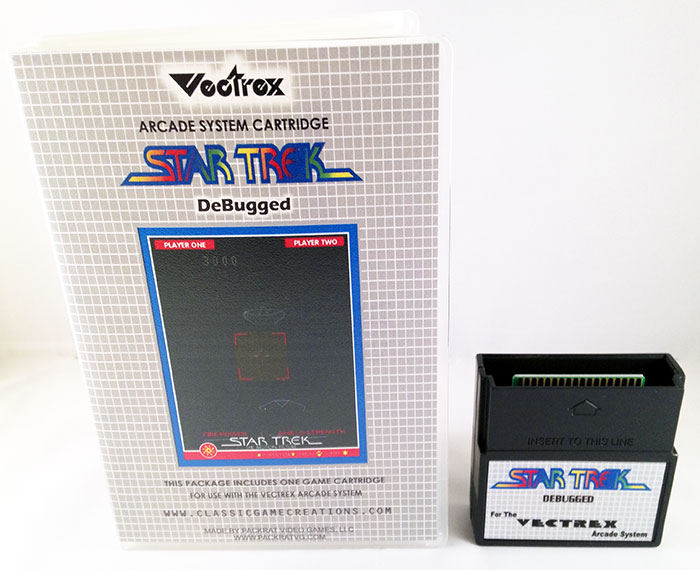 Vectrex
ARCADE SYSTEM CARTRIDGE
STAR TREK
DeBugged
PLAYER ONE PLAYER TWO
3000
STAR TREK
THIS PACKAGE INCLUDES ONE GAME CARTRIDGE
FOR USE WITH THE VECTREX ARCADE SYSTEM
WWW.CLASSICGAMECREATIONS.COM
MADE BY PACKRAT VIDEO GAMES, LLC
WWW.PACKRATVG.COM
INSERT TO THIS LINE
STAR TREK
DEBUGGED
For The VECTREX
Arcade System